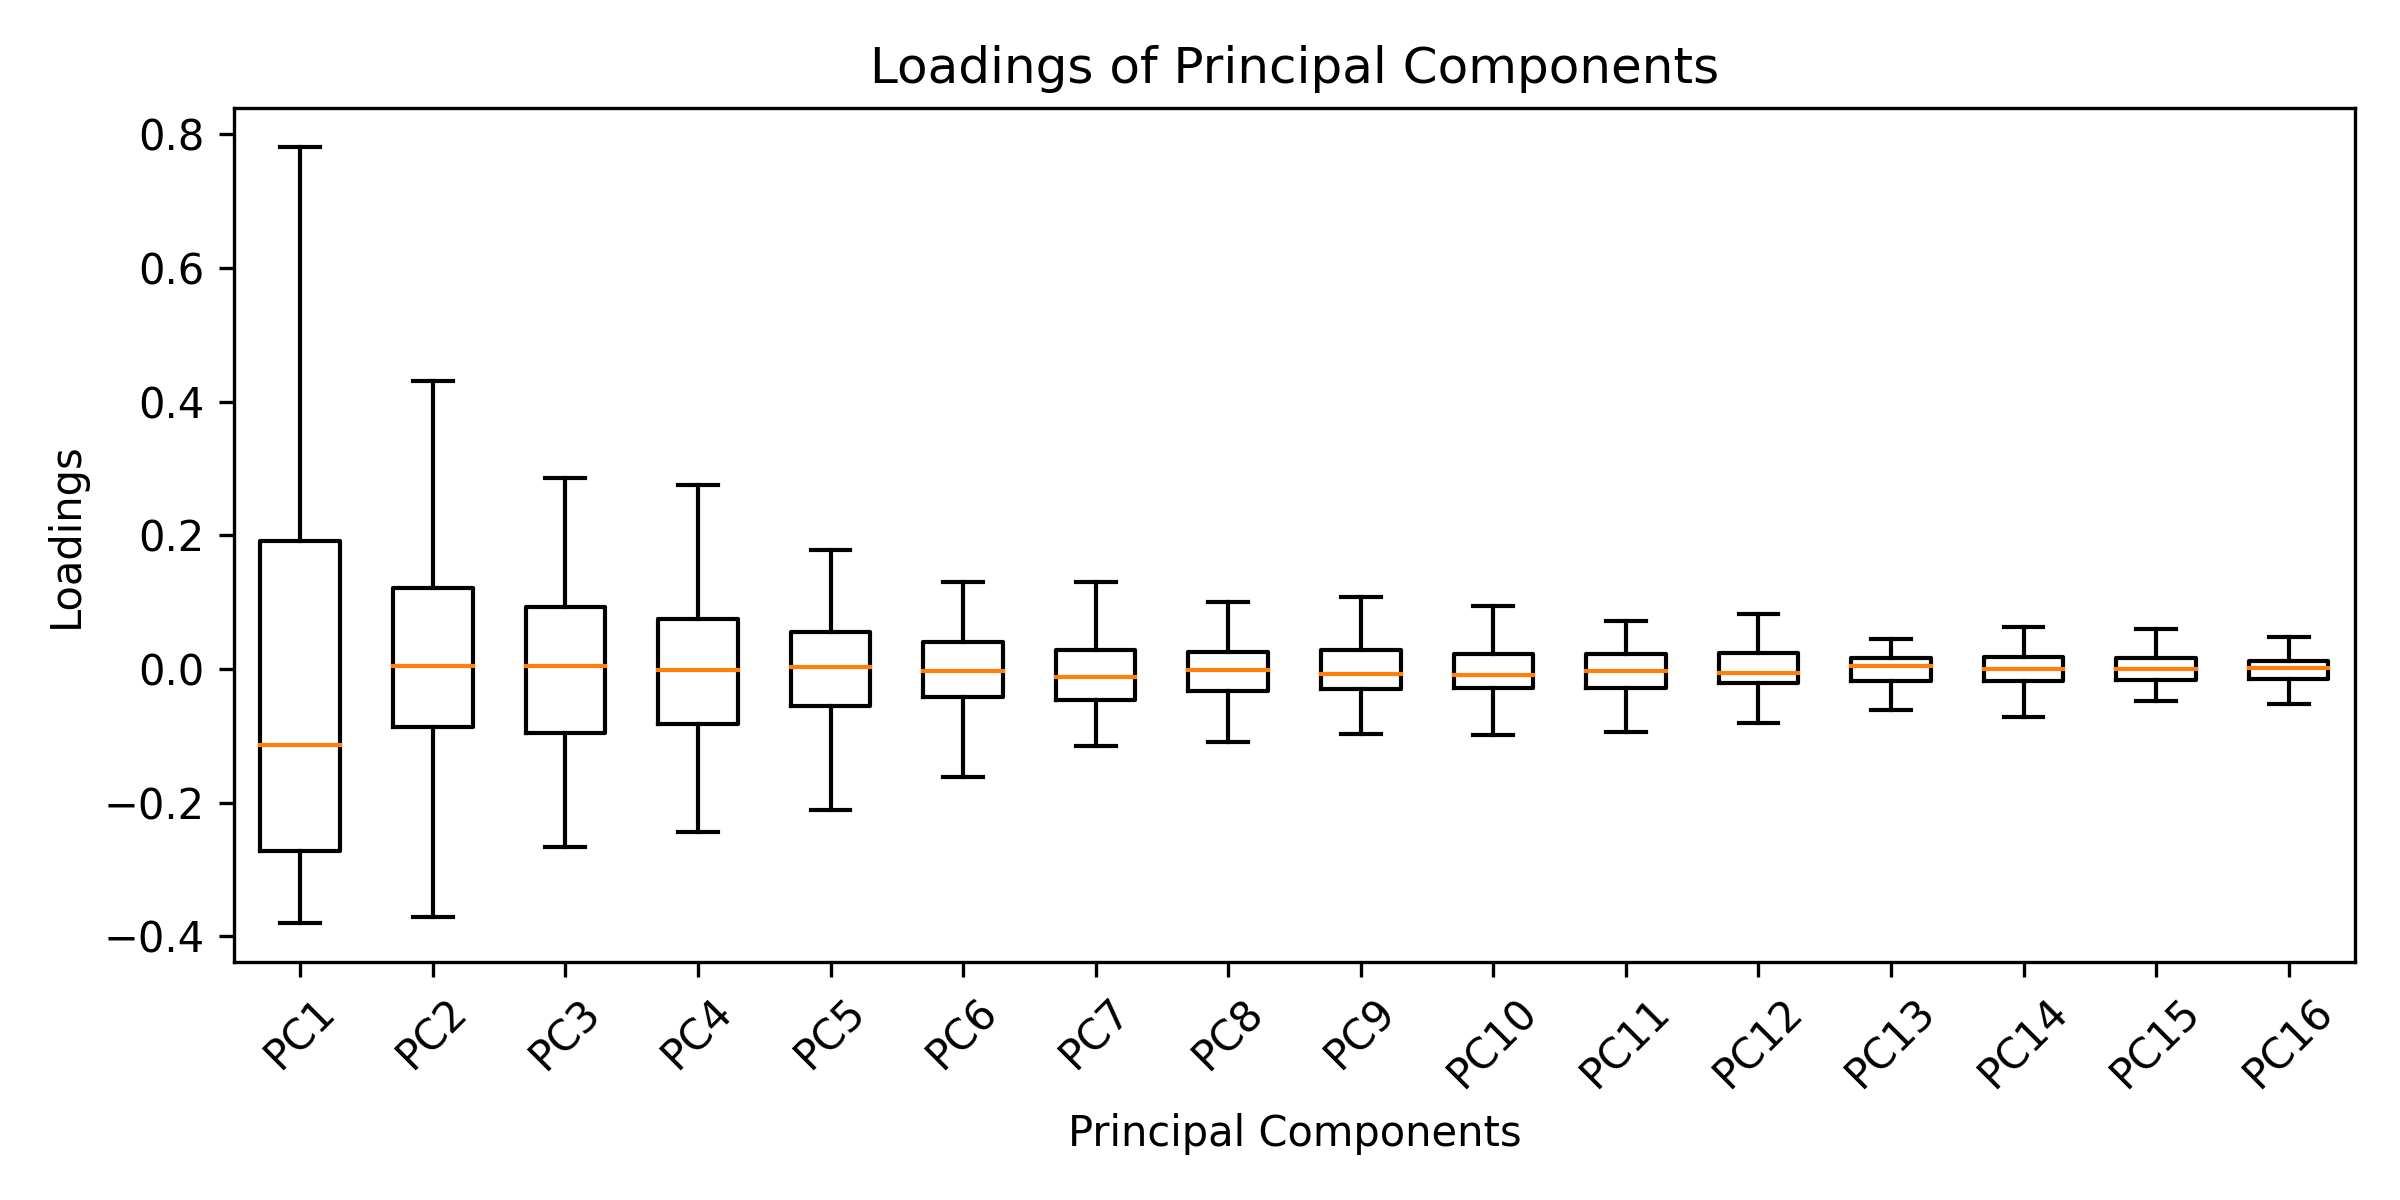 Loadings of Principal Components
0.8
0.6
0.4
0.2
0.0
−0.2
−0.4
Loadings
PC1
PC2
PC3
PC4
PC5
PC6
PC7
PC8
PC9
PC10
PC11
PC12
PC13
PC14
PC15
PC16
Principal Components